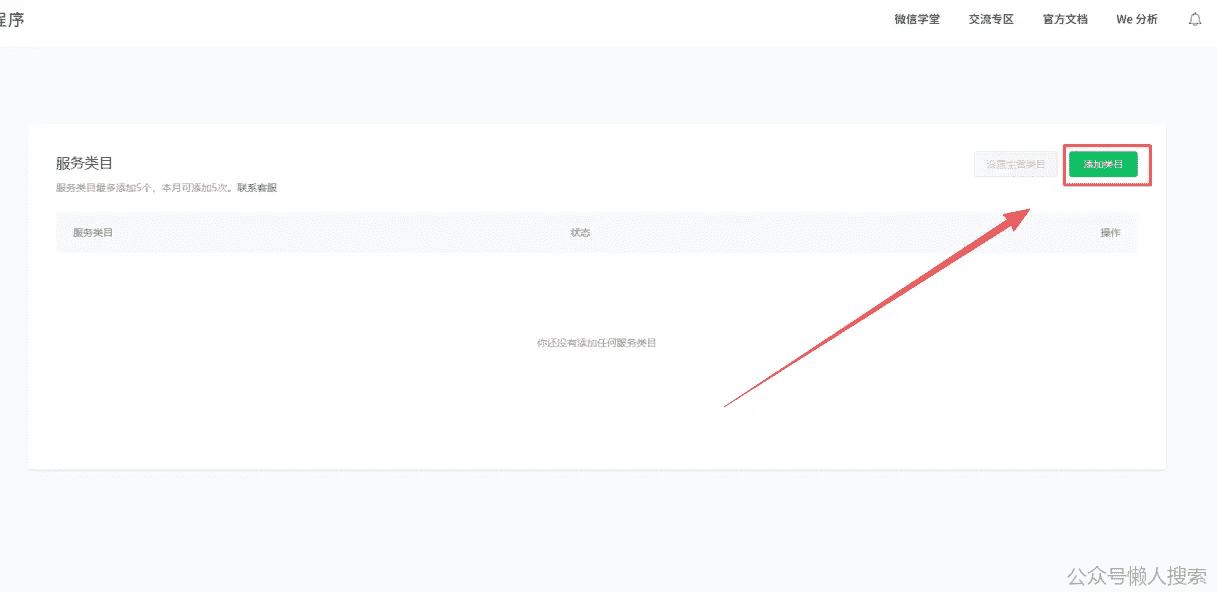 程序
微信学堂 交流专区 官方文档 We 分析
服务类目
设置主营类目 添加类目
服务类目最多添加5个，本月可添加5次。联系客服
服务类目 状态 操作
你还没有添加任何服务类目
公众号懒人搜索